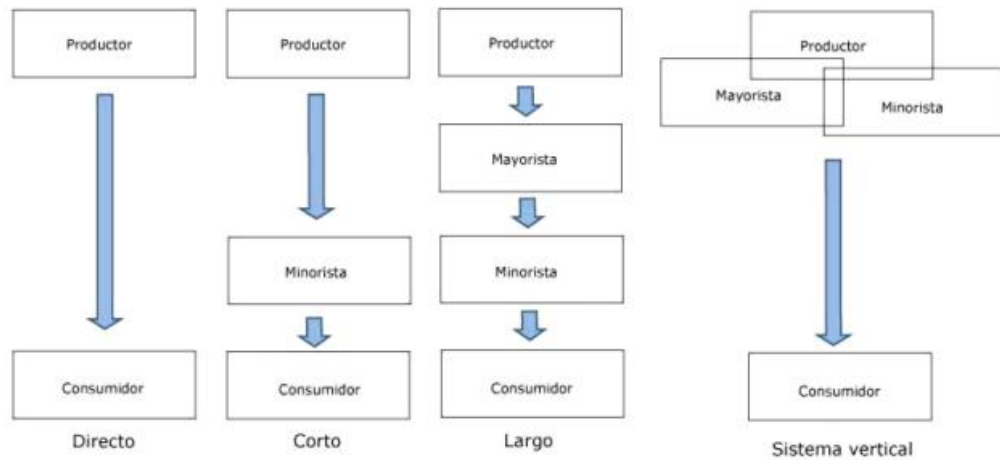 Productor
Consumidor
Directo
Productor
Minorista
Consumidor
Corto
Productor
Mayorista
Minorista
Consumidor
Largo
Productor
Mayorista
Minorista
Consumidor
Sistema vertical